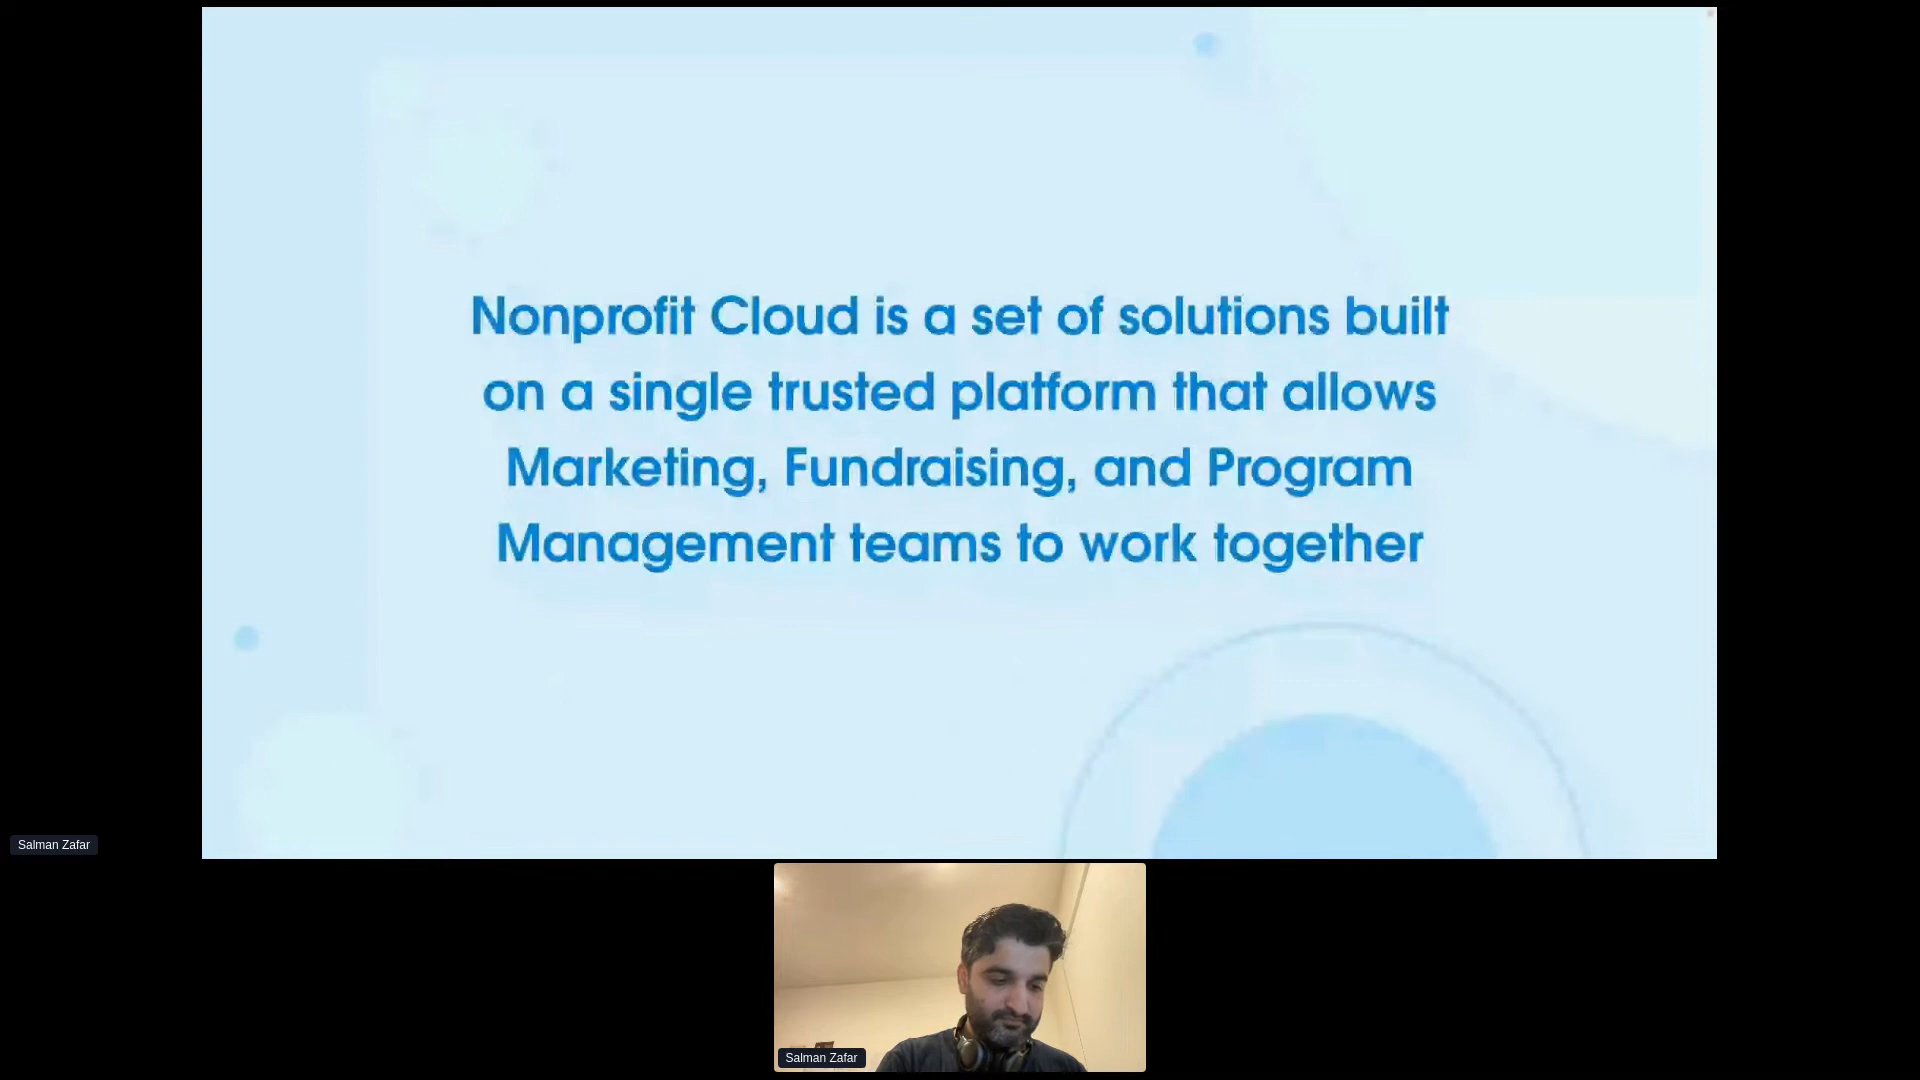 Nonprofit Cloud is a set of solutions built
on a single trusted platform that allows
Marketing, Fundraising, and Program
Management teams to work together
Salman Zafar
Salman Zafar